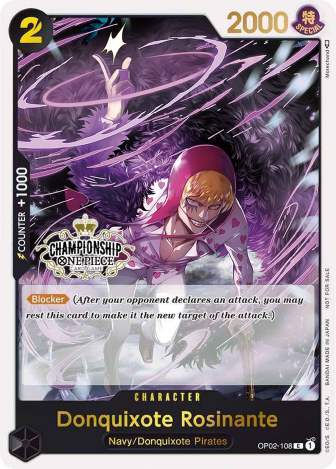 2
2000
特
SPECIAL
COUNTER +1000
Morechand
CHAMPIONSHIP
ONE PIECE
CARD GAME
Blocker (After your opponent declares an attack, you may
rest this card to make it the new target of the attack.)
CHARACTER
Donquixote Rosinante
Navy/Donquixote Pirates
OP02-108 C 1
©E.O./S. ©E.O./S., T.A. BANDAI MADE IN JAPAN NOT FOR SALE